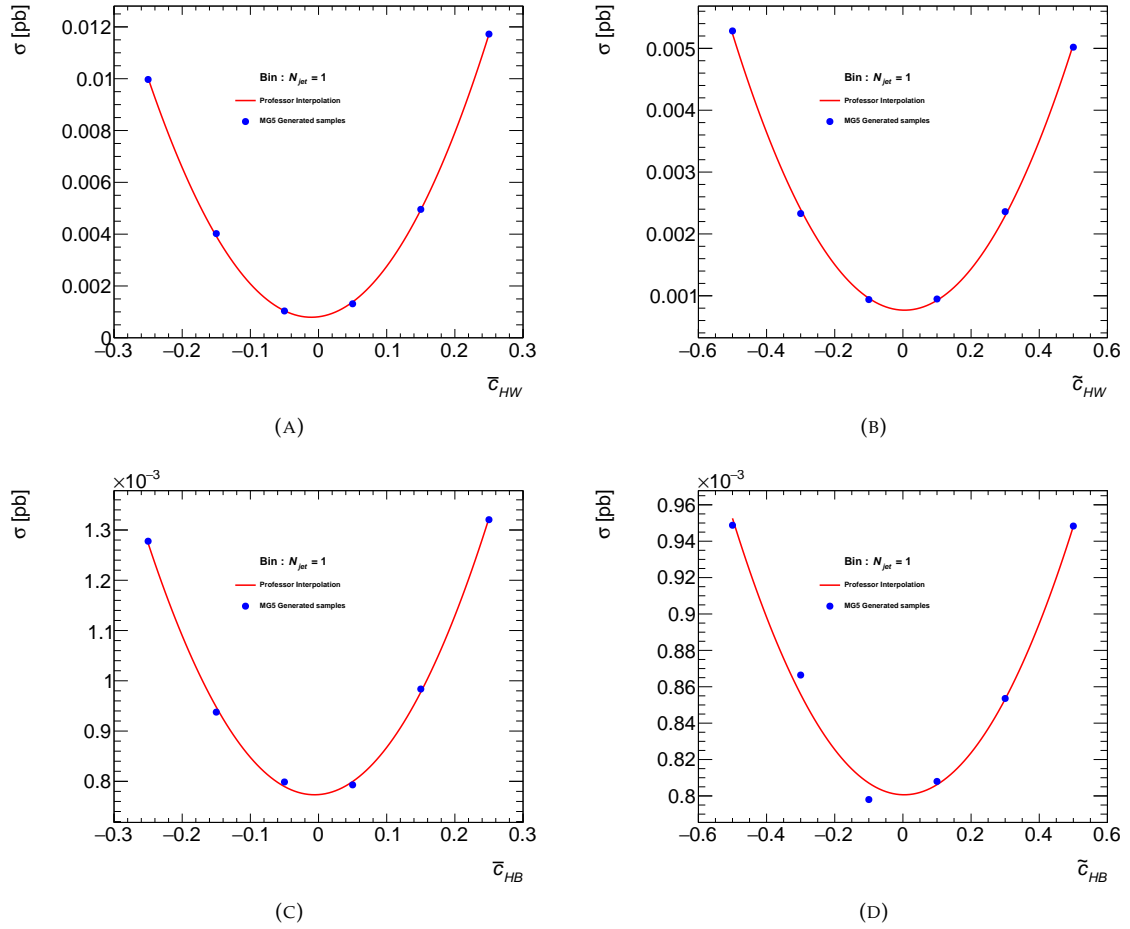 σ [pb]
0.012
0.01
0.008
0.006
0.004
0.002
0
−0.3 −0.2 −0.1 0 0.1 0.2 0.3
Bin : N_jet = 1
Professor Interpolation
MG5 Generated samples
c̅_HW
(A)
σ [pb]
0.005
0.004
0.003
0.002
0.001
−0.6 −0.4 −0.2 0 0.2 0.4 0.6
Bin : N_jet = 1
Professor Interpolation
MG5 Generated samples
c̃_HW
(B)
×10⁻³
σ [pb]
1.3
1.2
1.1
1
0.9
0.8
−0.3 −0.2 −0.1 0 0.1 0.2 0.3
Bin : N_jet = 1
Professor Interpolation
MG5 Generated samples
c̅_HB
(C)
×10⁻³
σ [pb]
0.96
0.94
0.92
0.9
0.88
0.86
0.84
0.82
0.8
−0.6 −0.4 −0.2 0 0.2 0.4 0.6
Bin : N_jet = 1
Professor Interpolation
MG5 Generated samples
c̃_HB
(D)